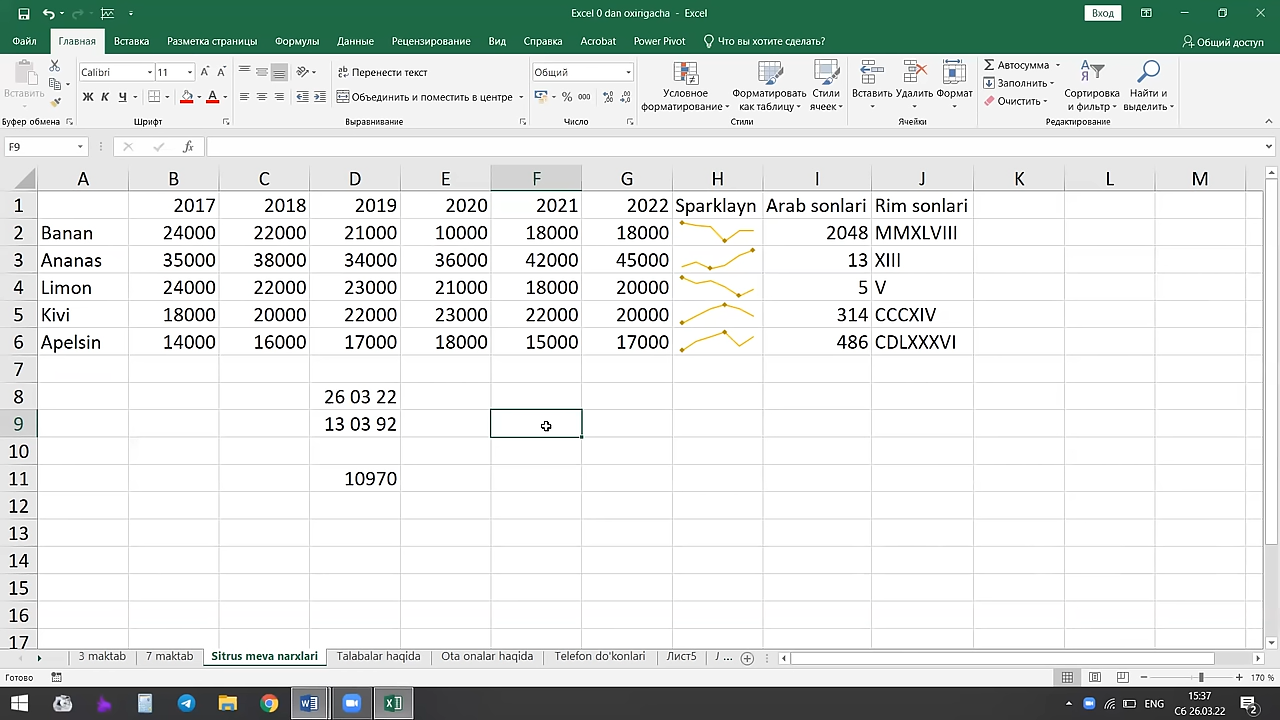 Excel 0 dan oxirigacha - Excel
Вход
Файл Главная Вставка Разметка страницы Формулы Данные Рецензирование Вид Справка Acrobat Power Pivot Что вы хотите сделать? Общий доступ
Вставить
Calibri 11
Ж К Ч А
Перенести текст
Объединить и поместить в центре
Общий
% 000
Условное форматирование
Форматировать как таблицу
Стили ячеек
Вставить Удалить Формат
Автосумма
Заполнить
Очистить
Сортировка и фильтр
Найти и выделить
Буфер обмена Шрифт Выравнивание Число Стили Ячейки Редактирование
F9 fx
A B C D E F G H I J K L M
1 2017 2018 2019 2020 2021 2022 Sparklayn Arab sonlari Rim sonlari
2 Banan 24000 22000 21000 10000 18000 18000 2048 MMXLVIII
3 Ananas 35000 38000 34000 36000 42000 45000 13 XIII
4 Limon 24000 22000 23000 21000 18000 20000 5 V
5 Kivi 18000 20000 22000 23000 22000 20000 314 CCCXIV
6 Apelsin 14000 16000 17000 18000 15000 17000 486 CDLXXXVI
7
8 26 03 22
9 13 03 92
10
11 10970
12
13
14
15
16
17
3 maktab 7 maktab Sitrus meva narxlari Talabalar haqida Ota onalar haqida Telefon do'konlari Лист5 ...
Готово 170 %
ENG 15:37
Сб 26.03.22 2